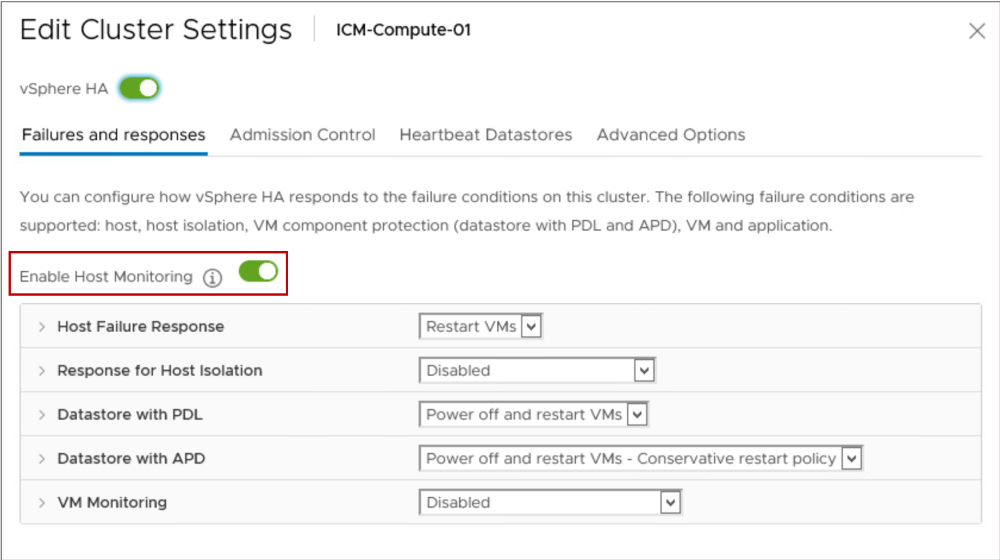 Edit Cluster Settings ICM-Compute-01
vSphere HA
Failures and responses Admission Control Heartbeat Datastores Advanced Options
You can configure how vSphere HA responds to the failure conditions on this cluster. The following failure conditions are
supported: host, host isolation, VM component protection (datastore with PDL and APD), VM and application.
Enable Host Monitoring
Host Failure Response Restart VMs
Response for Host Isolation Disabled
Datastore with PDL Power off and restart VMs
Datastore with APD Power off and restart VMs - Conservative restart policy
VM Monitoring Disabled